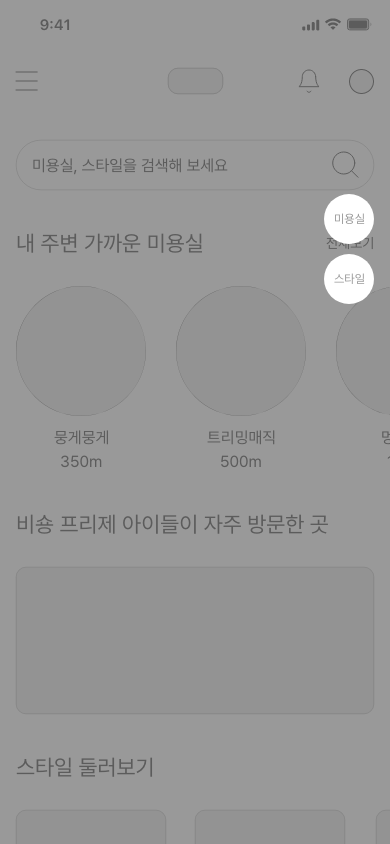 9:41
미용실, 스타일을 검색해 보세요
미용실
내 주변 가까운 미용실
전체보기
스타일
뭉게뭉게
트리밍매직
350m
500m
비숑 프리제 아이들이 자주 방문한 곳
스타일 둘러보기